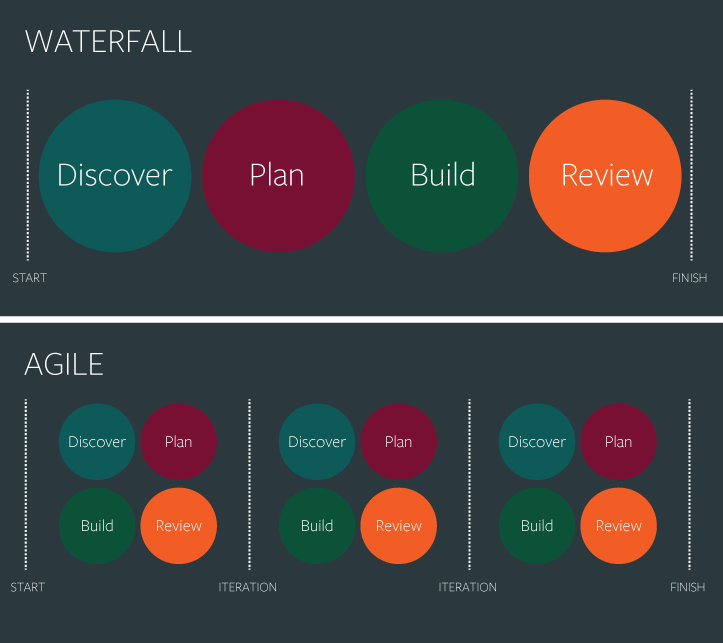 WATERFALL
Discover Plan Build Review
START FINISH
AGILE
Discover Plan Discover Plan Discover Plan
Build Review Build Review Build Review
START ITERATION ITERATION FINISH